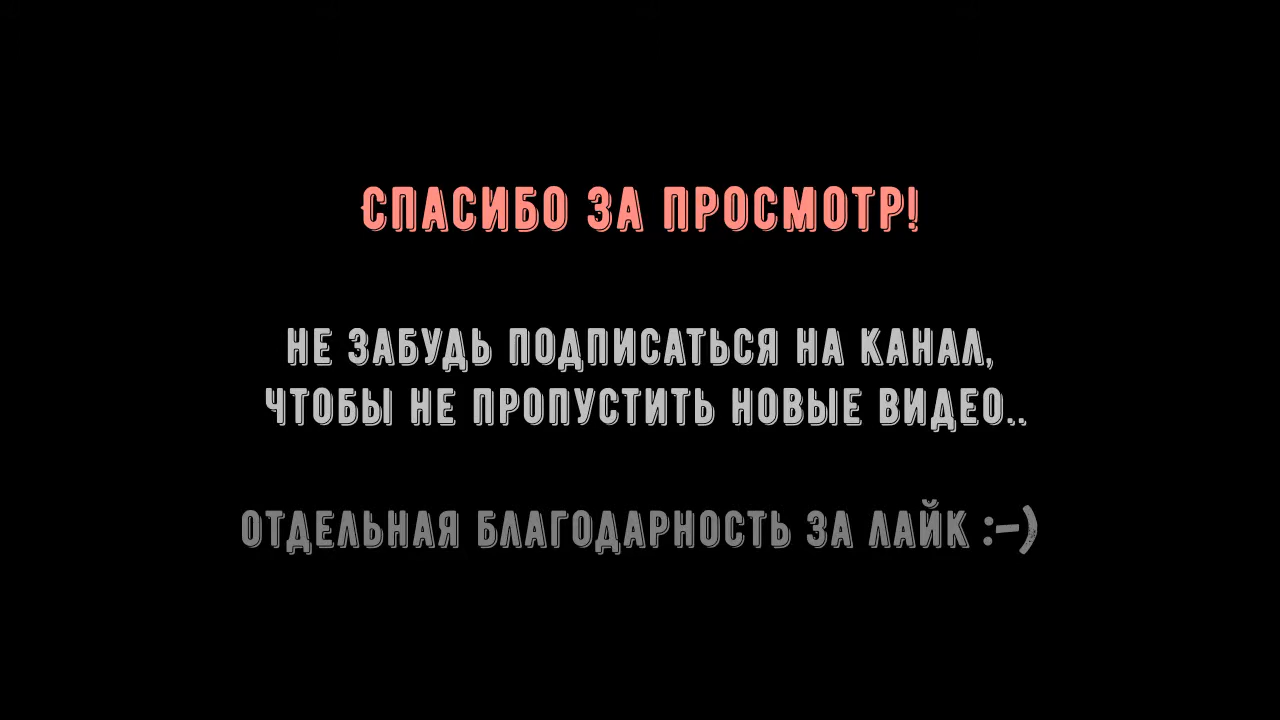 СПАСИБО ЗА ПРОСМОТР!
НЕ ЗАБУДЬ ПОДПИСАТЬСЯ НА КАНАЛ,
ЧТОБЫ НЕ ПРОПУСТИТЬ НОВЫЕ ВИДЕО..
ОТДЕЛЬНАЯ БЛАГОДАРНОСТЬ ЗА ЛАЙК :-)